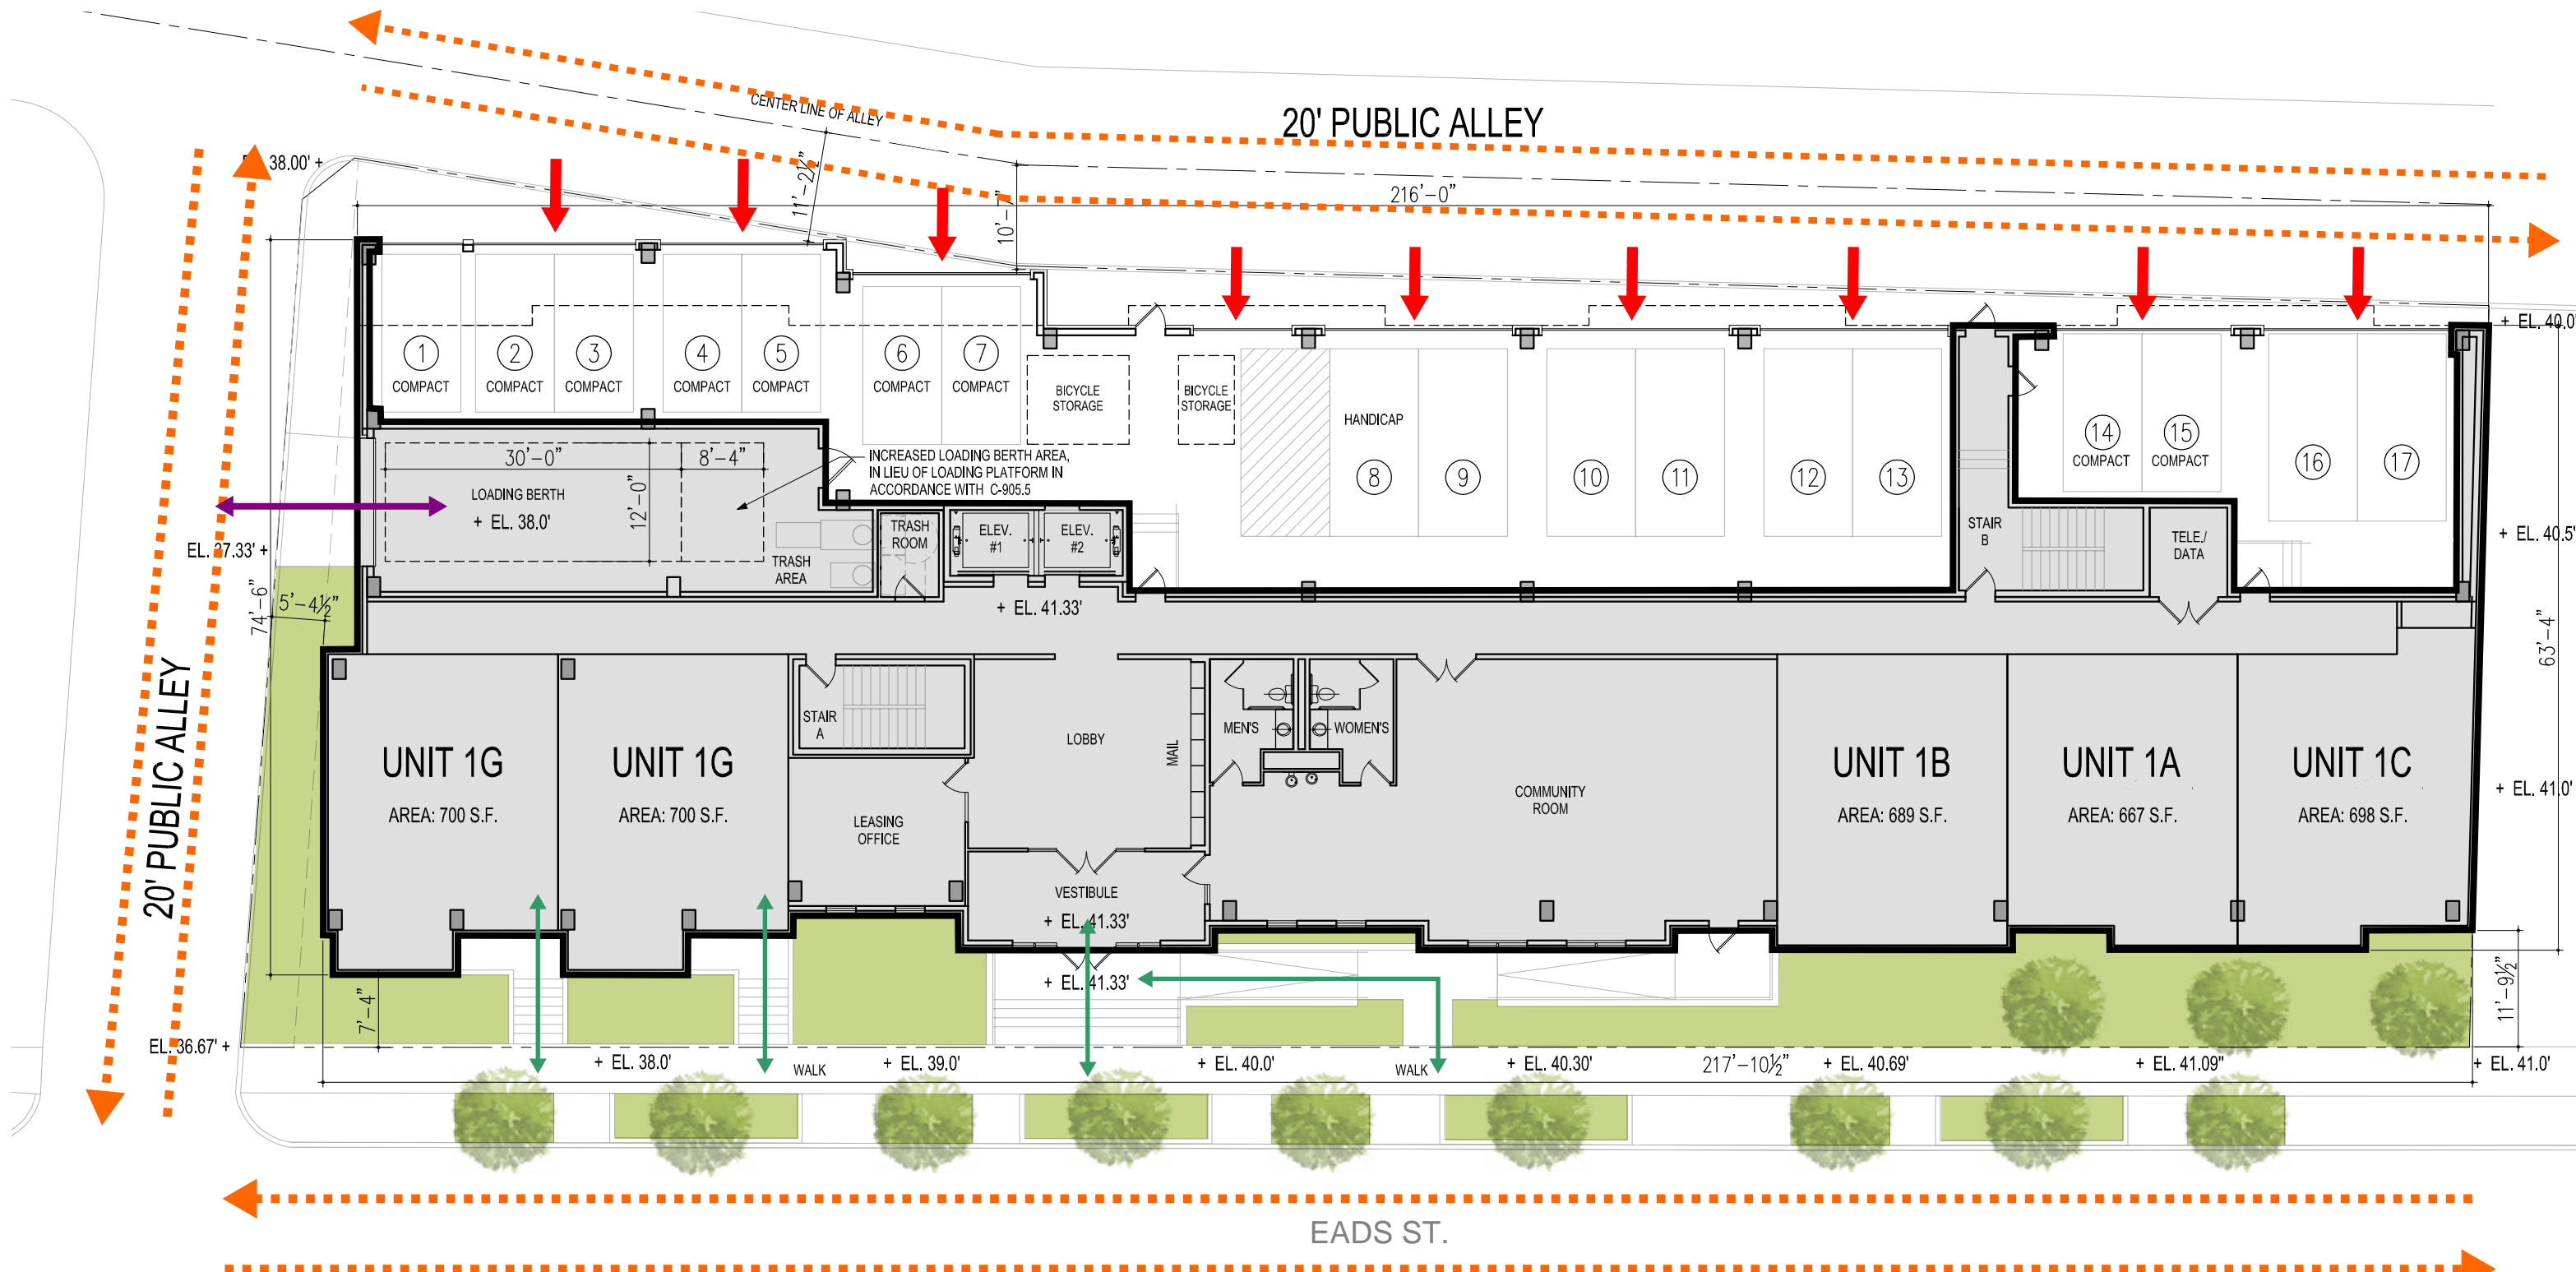 CENTER LINE OF ALLEY
20' PUBLIC ALLEY
38.00' +
11'-2½"
10'-7"
216'-0"
1
COMPACT
2
COMPACT
3
COMPACT
4
COMPACT
5
COMPACT
6
COMPACT
7
COMPACT
BICYCLE
STORAGE
BICYCLE
STORAGE
HANDICAP
8
9
10
11
12
13
14
COMPACT
15
COMPACT
16
17
+ EL. 40.0'
+ EL. 40.5'
30'-0"
8'-4"
12'-0"
LOADING BERTH
+ EL. 38.0'
INCREASED LOADING BERTH AREA,
IN LIEU OF LOADING PLATFORM IN
ACCORDANCE WITH C-905.5
TRASH
AREA
TRASH
ROOM
ELEV.
#1
ELEV.
#2
STAIR
B
TELE./
DATA
EL. 37.33' +
74'-6"
5'-4½"
+ EL. 41.33'
63'-4"
20' PUBLIC ALLEY
UNIT 1G
AREA: 700 S.F.
UNIT 1G
AREA: 700 S.F.
STAIR
A
LEASING
OFFICE
LOBBY
MAIL
MEN'S
WOMEN'S
COMMUNITY
ROOM
UNIT 1B
AREA: 689 S.F.
UNIT 1A
AREA: 667 S.F.
UNIT 1C
AREA: 698 S.F.
+ EL. 41.0'
VESTIBULE
+ EL. 41.33'
+ EL. 41.33'
7'-4"
11'-9½"
EL. 36.67' +
+ EL. 38.0'
WALK
+ EL. 39.0'
+ EL. 40.0'
WALK
+ EL. 40.30'
217'-10½"
+ EL. 40.69'
+ EL. 41.09"
+ EL. 41.0'
EADS ST.